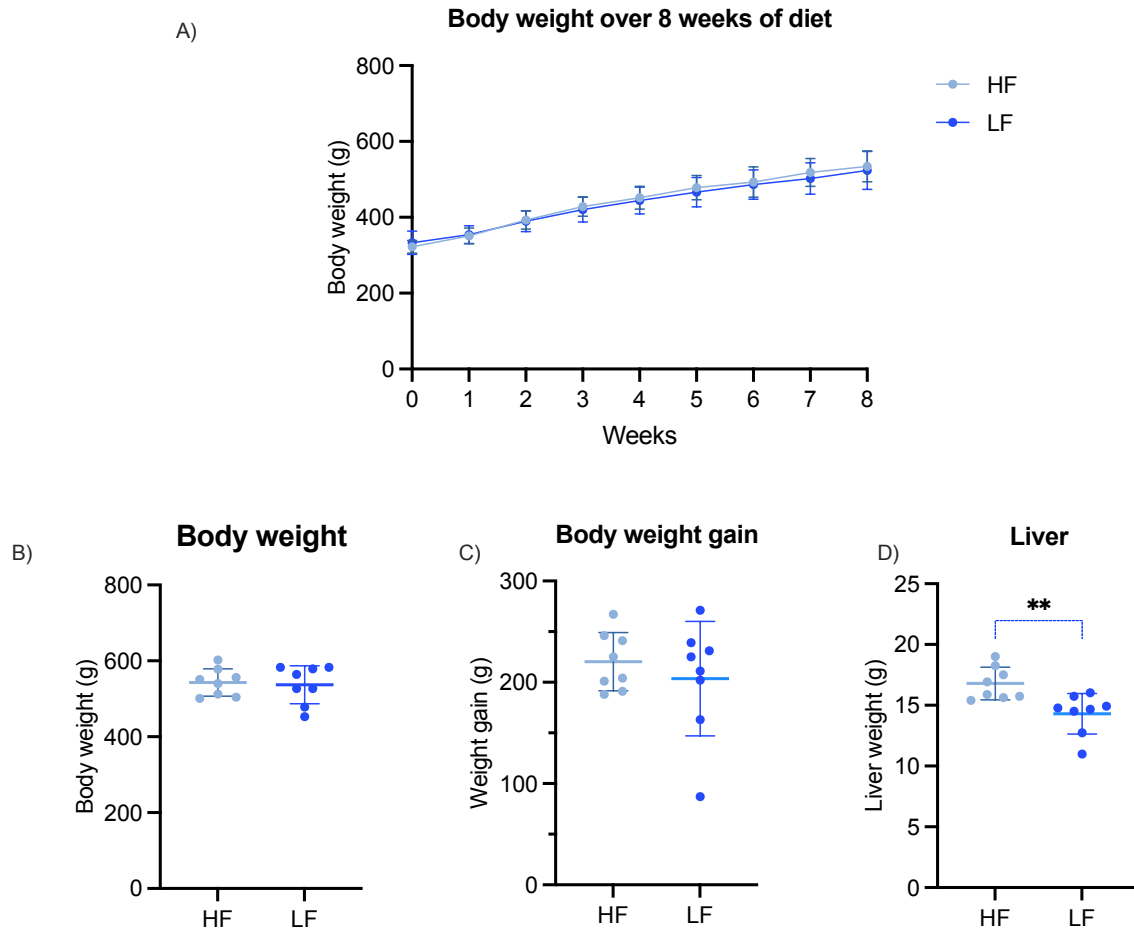 Body weight over 8 weeks of diet
A)
800
600
400
200
0
Body weight (g)
0 1 2 3 4 5 6 7 8
Weeks
HF
LF
B)
Body weight
800
600
400
200
0
Body weight (g)
HF LF
C)
Body weight gain
300
200
100
0
Weight gain (g)
HF LF
D)
Liver
25
20
15
10
5
0
Liver weight (g)
**
HF LF